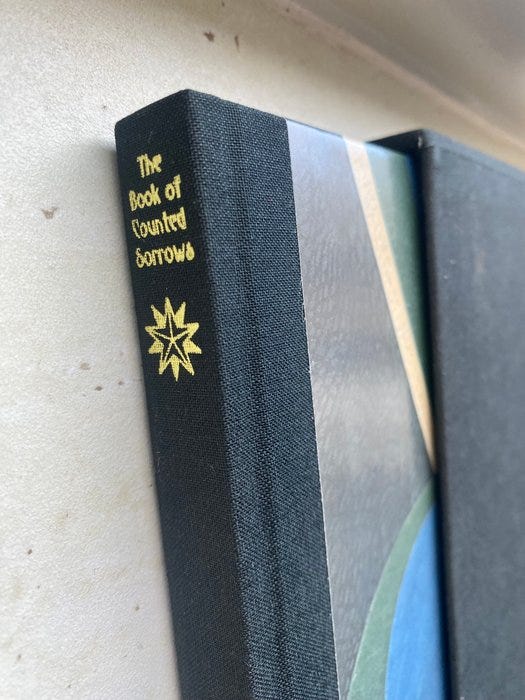 The
Book of
Counted
Sorrows